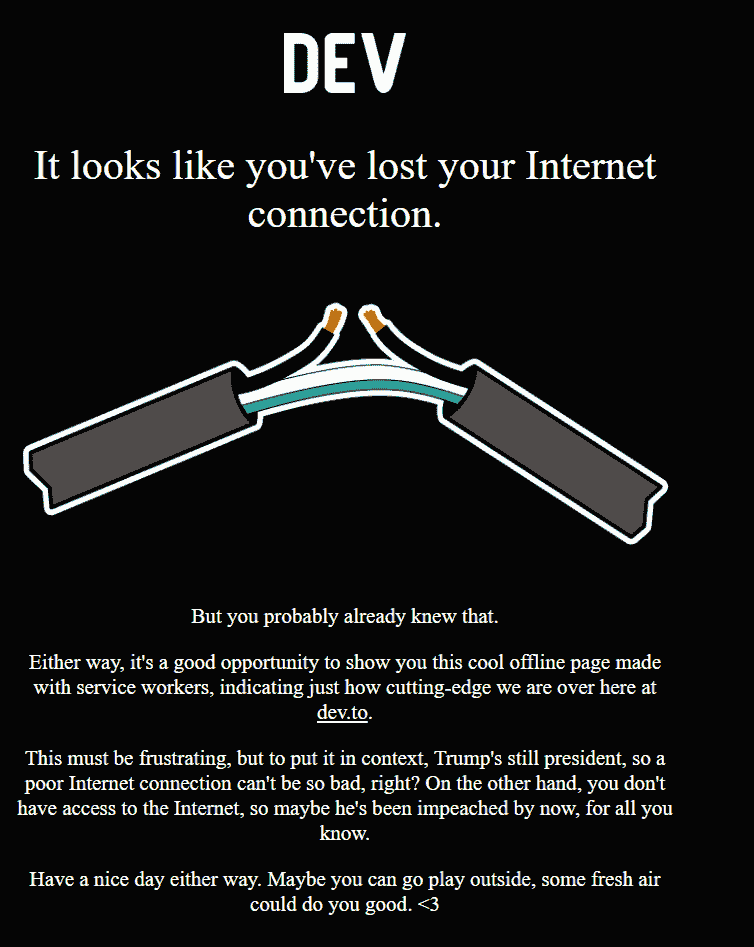 DEV
It looks like you've lost your Internet
connection.
But you probably already knew that.
Either way, it's a good opportunity to show you this cool offline page made
with service workers, indicating just how cutting-edge we are over here at
dev.to.
This must be frustrating, but to put it in context, Trump's still president, so a
poor Internet connection can't be so bad, right? On the other hand, you don't
have access to the Internet, so maybe he's been impeached by now, for all you
know.
Have a nice day either way. Maybe you can go play outside, some fresh air
could do you good. <3